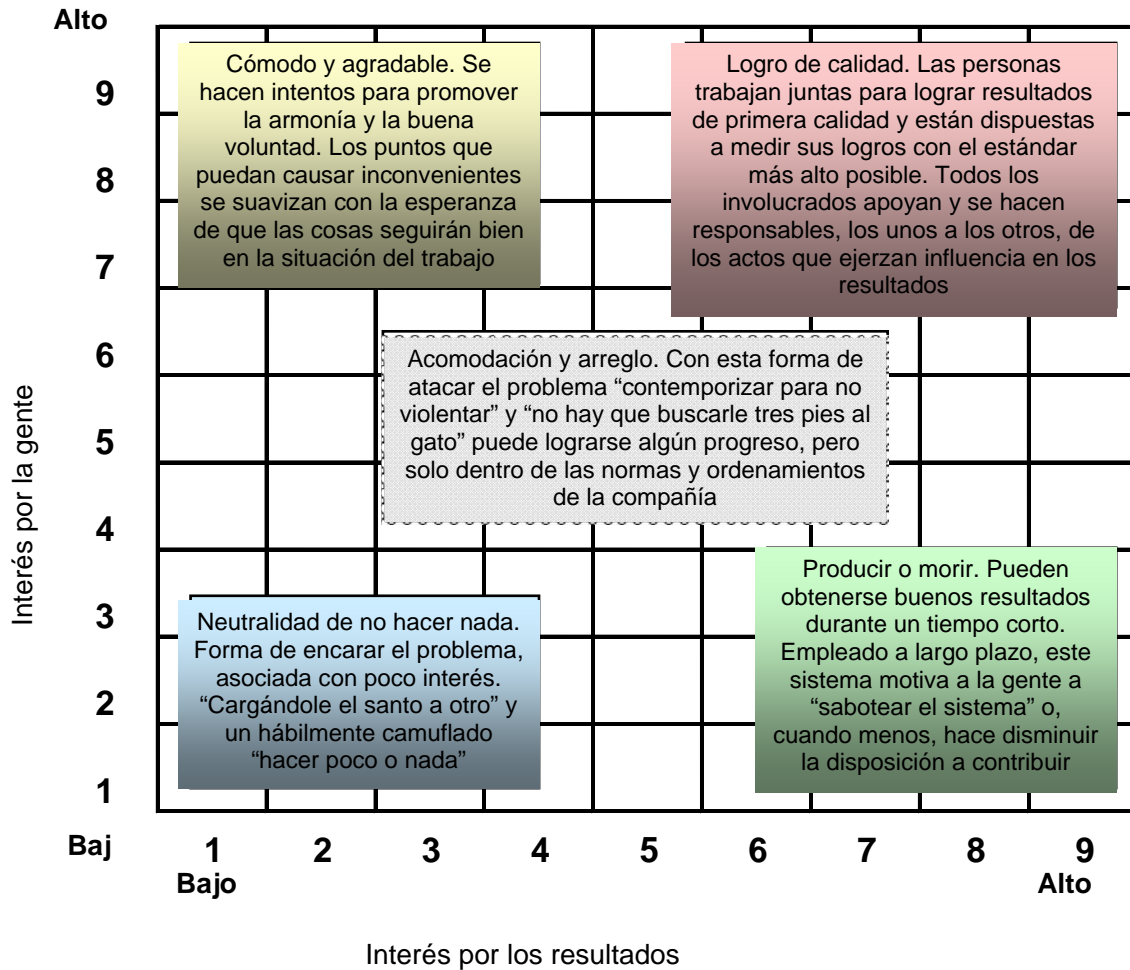 Alto
9
8
7
6
5
4
3
2
1
Baj
Interés por la gente
Cómodo y agradable. Se
hacen intentos para promover
la armonía y la buena
voluntad. Los puntos que
puedan causar inconvenientes
se suavizan con la esperanza
de que las cosas seguirán bien
en la situación del trabajo
Logro de calidad. Las personas
trabajan juntas para lograr resultados
de primera calidad y están dispuestas
a medir sus logros con el estándar
más alto posible. Todos los
involucrados apoyan y se hacen
responsables, los unos a los otros, de
los actos que ejerzan influencia en los
resultados
Acomodación y arreglo. Con esta forma de
atacar el problema “contemporizar para no
violentar” y “no hay que buscarle tres pies al
gato” puede lograrse algún progreso, pero
solo dentro de las normas y ordenamientos
de la compañía
Neutralidad de no hacer nada.
Forma de encarar el problema,
asociada con poco interés.
“Cargándole el santo a otro” y
un hábilmente camuflado
“hacer poco o nada”
Producir o morir. Pueden
obtenerse buenos resultados
durante un tiempo corto.
Empleado a largo plazo, este
sistema motiva a la gente a
“sabotear el sistema” o,
cuando menos, hace disminuir
la disposición a contribuir
1 2 3 4 5 6 7 8 9
Bajo Alto
Interés por los resultados